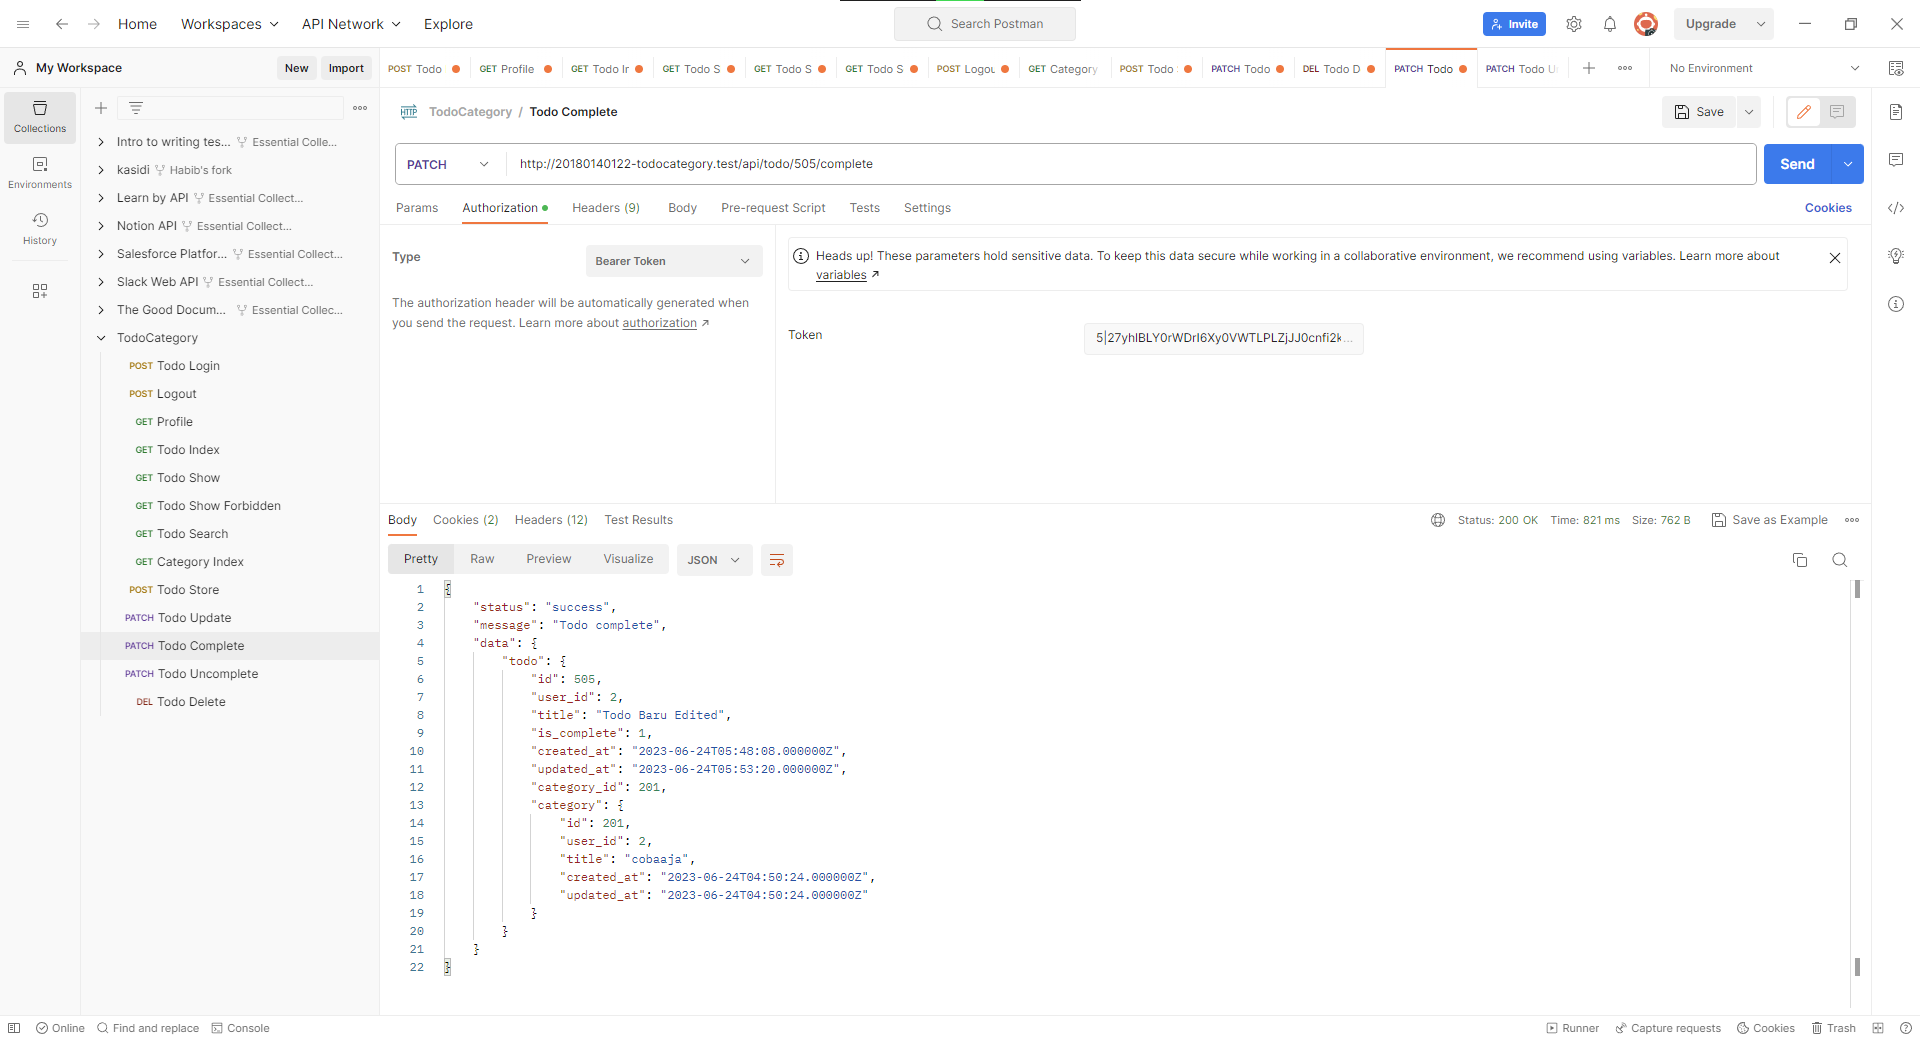 Home Workspaces API Network Explore Search Postman Invite Upgrade
My Workspace New Import POST Todo GET Profile GET Todo Ir GET Todo S GET Todo S GET Todo S POST Logou GET Category POST Todo PATCH Todo DEL Todo D PATCH Todo PATCH Todo U No Environment
Collections
Environments
History
Intro to writing tes... Essential Colle...
kasidi Habib's fork
Learn by API Essential Collect...
Notion API Essential Collect...
Salesforce Platfor... Essential Collect...
Slack Web API Essential Collect...
The Good Docum... Essential Collec...
TodoCategory
POST Todo Login
POST Logout
GET Profile
GET Todo Index
GET Todo Show
GET Todo Show Forbidden
GET Todo Search
GET Category Index
POST Todo Store
PATCH Todo Update
PATCH Todo Complete
PATCH Todo Uncomplete
DEL Todo Delete
HTTP TodoCategory / Todo Complete Save
PATCH http://20180140122-todocategory.test/api/todo/505/complete Send
Params Authorization Headers (9) Body Pre-request Script Tests Settings Cookies
Type Bearer Token
The authorization header will be automatically generated when
you send the request. Learn more about authorization ↗
Heads up! These parameters hold sensitive data. To keep this data secure while working in a collaborative environment, we recommend using variables. Learn more about
variables ↗
Token 5|27yhlBLY0rWDrI6Xy0VWTLPLZjJJ0cnfi2k...
Body Cookies (2) Headers (12) Test Results Status: 200 OK Time: 821 ms Size: 762 B Save as Example
Pretty Raw Preview Visualize JSON
1 {
2 "status": "success",
3 "message": "Todo complete",
4 "data": {
5 "todo": {
6 "id": 505,
7 "user_id": 2,
8 "title": "Todo Baru Edited",
9 "is_complete": 1,
10 "created_at": "2023-06-24T05:48:08.000000Z",
11 "updated_at": "2023-06-24T05:53:20.000000Z",
12 "category_id": 201,
13 "category": {
14 "id": 201,
15 "user_id": 2,
16 "title": "cobaaja",
17 "created_at": "2023-06-24T04:50:24.000000Z",
18 "updated_at": "2023-06-24T04:50:24.000000Z"
19 }
20 }
21 }
22 }
Online Find and replace Console Runner Capture requests Cookies Trash